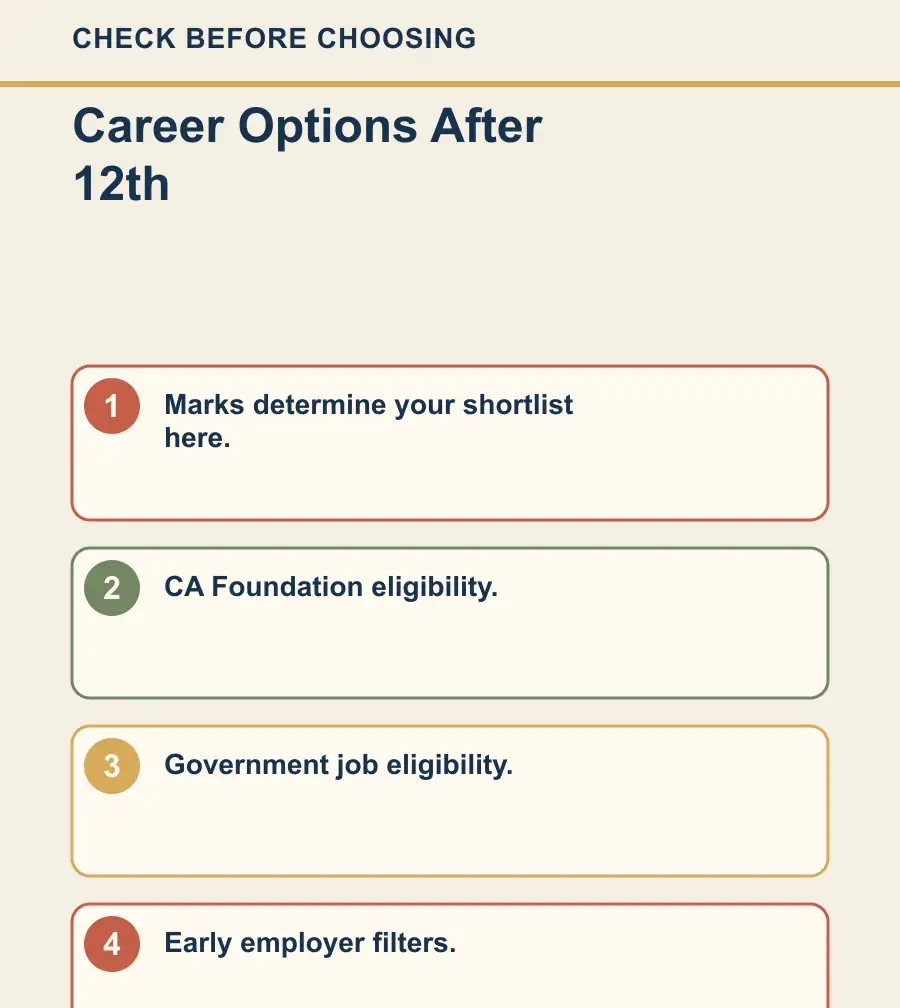 CHECK BEFORE CHOOSING
Career Options After
12th
1
Marks determine your shortlist
here.
2
CA Foundation eligibility.
3
Government job eligibility.
4
Early employer filters.